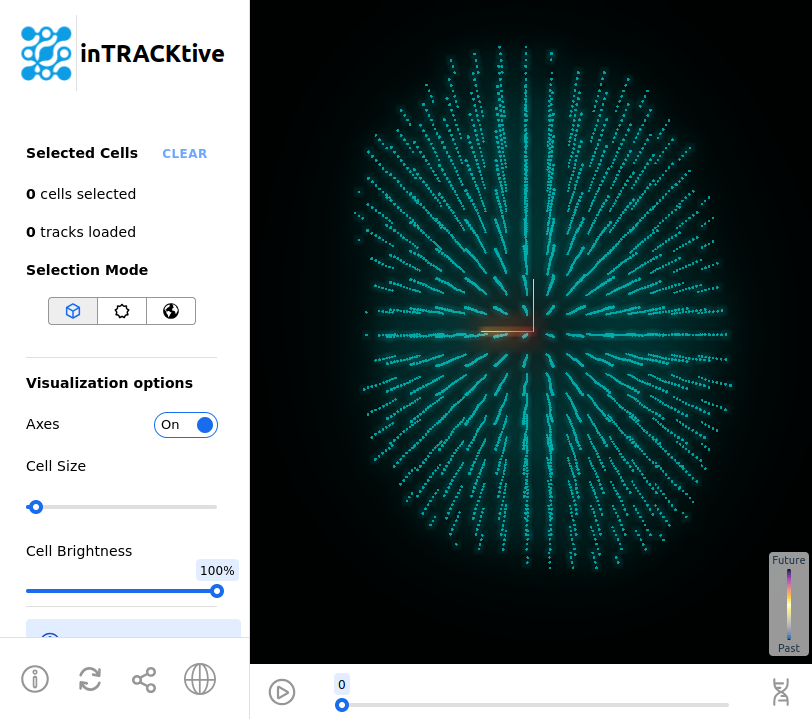 inTRACKtive
Selected Cells CLEAR
0 cells selected
0 tracks loaded
Selection Mode
Visualization options
Axes On
Cell Size
Cell Brightness
100%
Future
Past
0